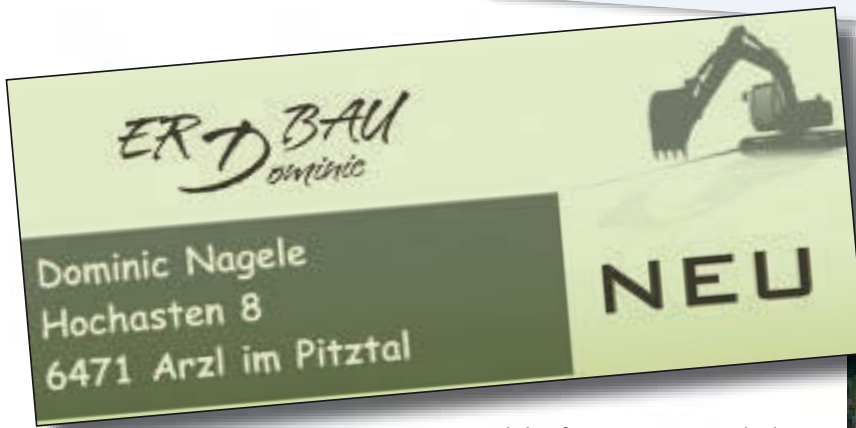 ERDBAU
Dominic
Dominic Nagele
Hochasten 8
6471 Arzl im Pitztal
NEU